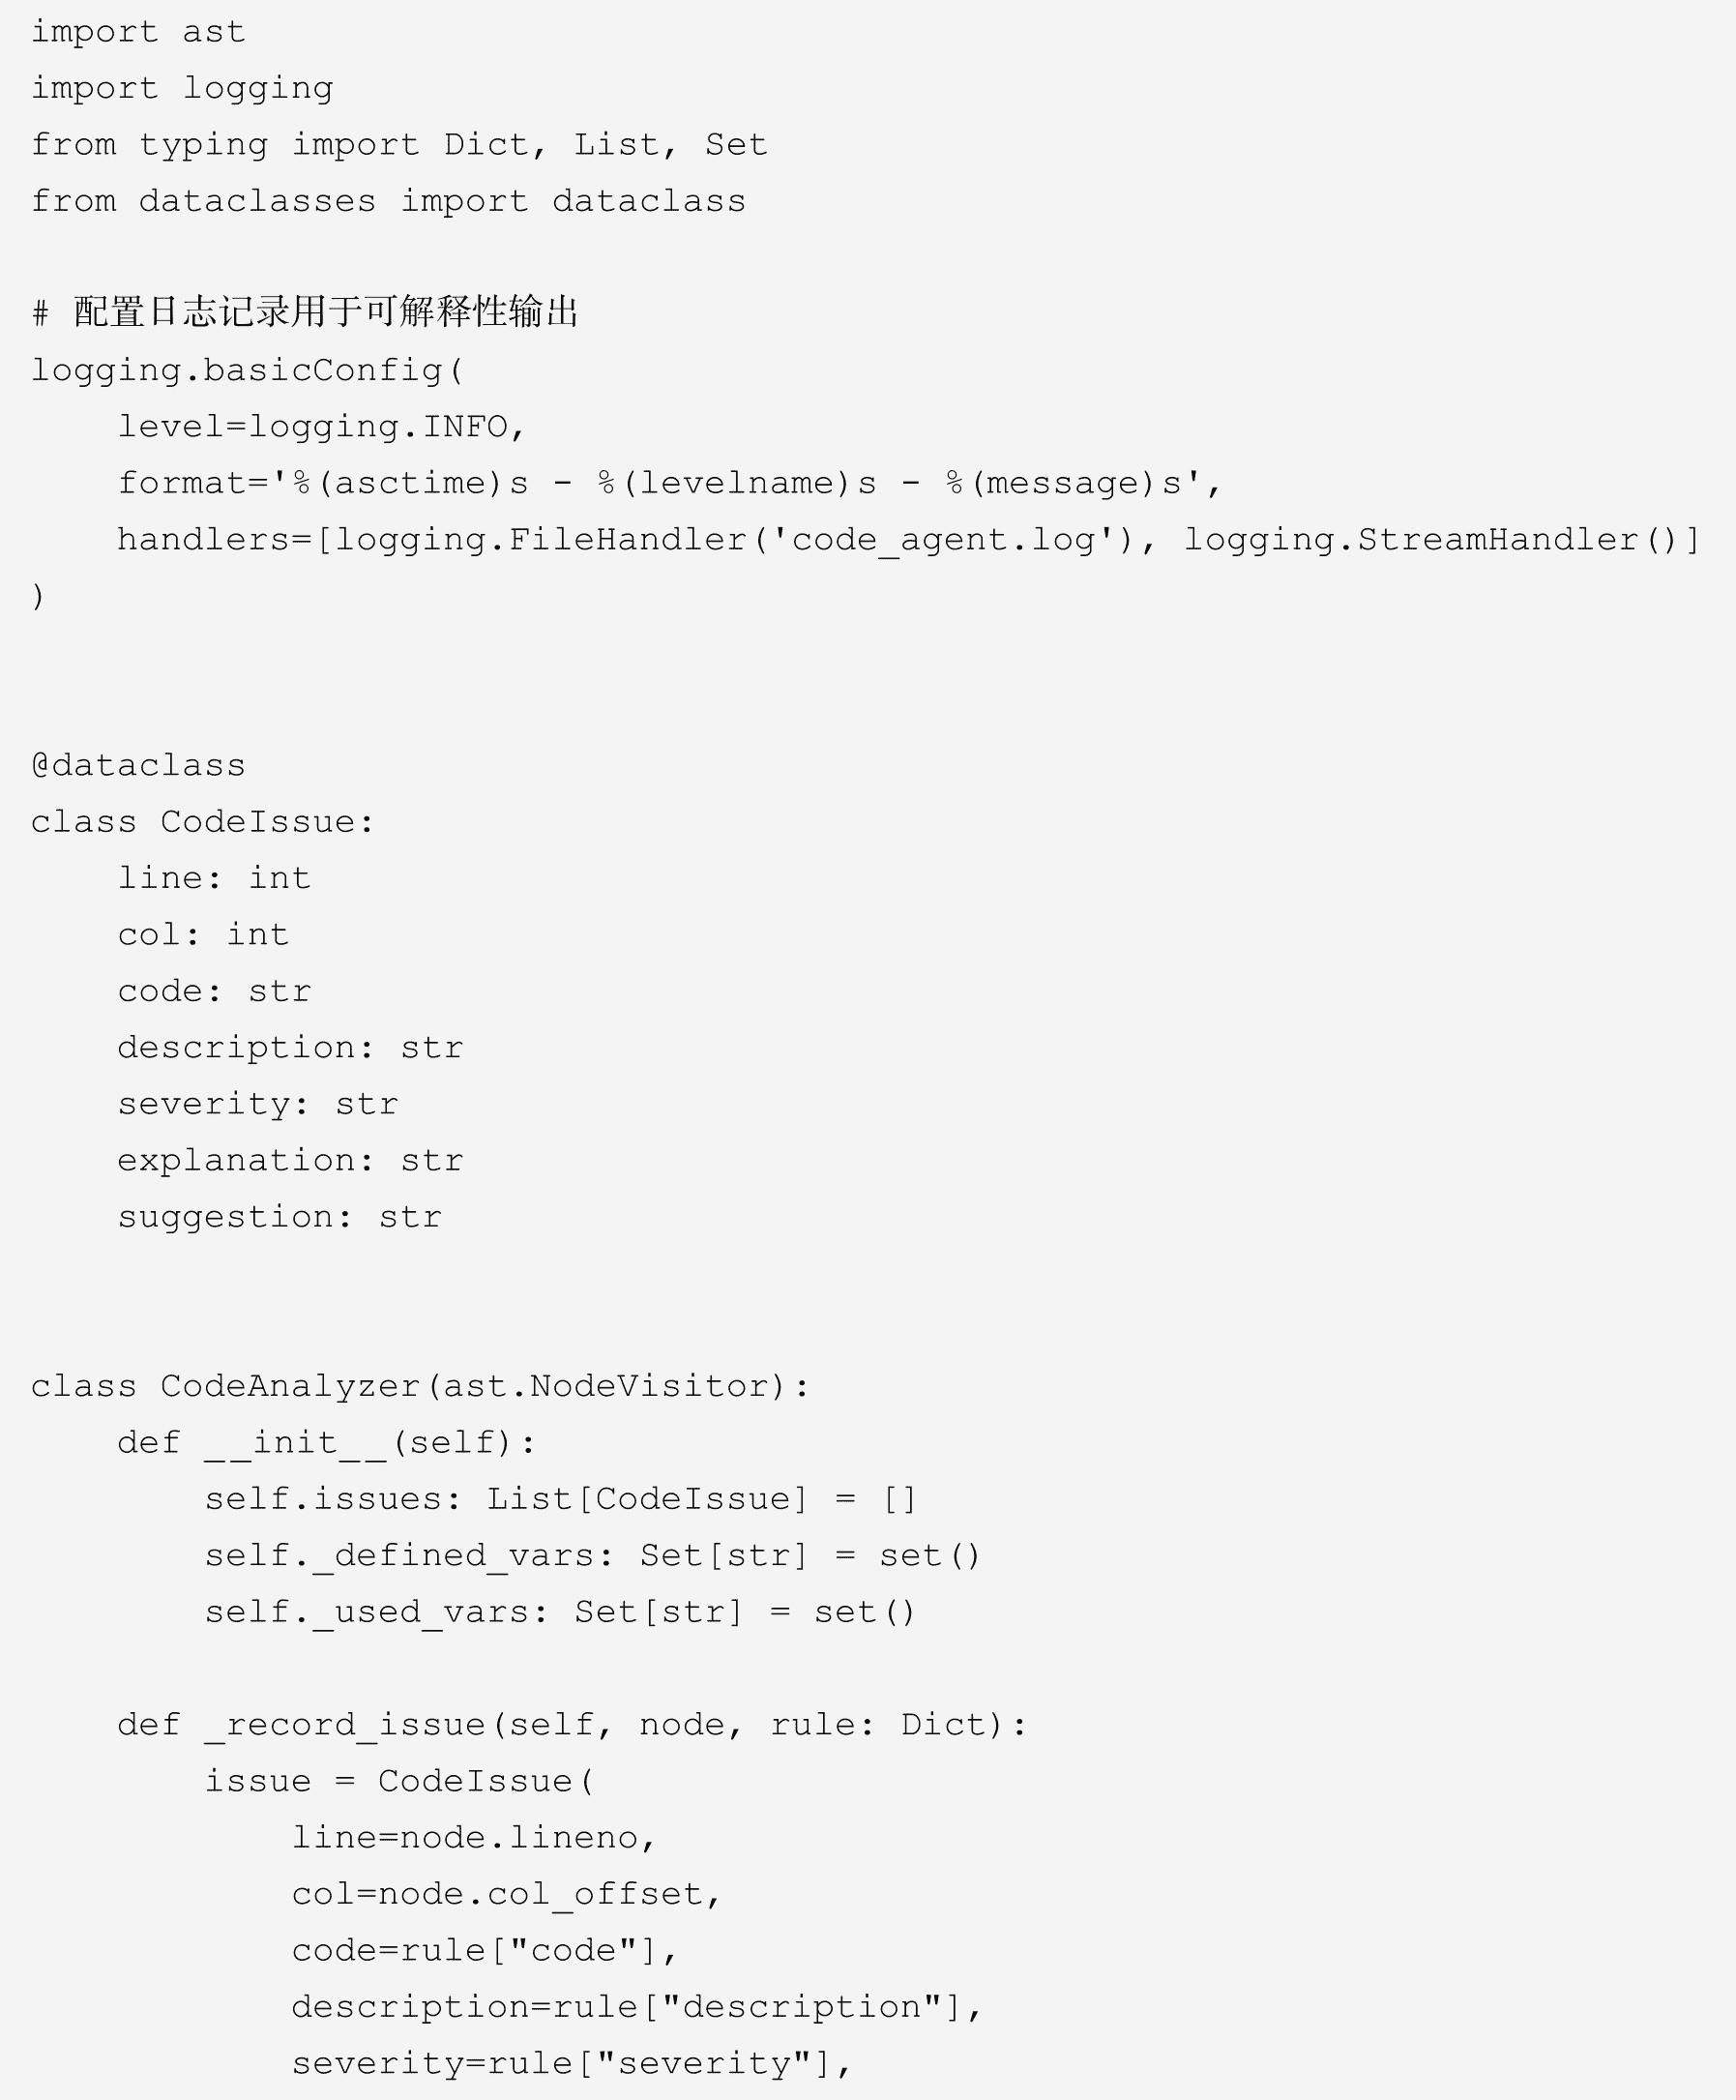 import ast
import logging
from typing import Dict, List, Set
from dataclasses import dataclass

# 配置日志记录用于可解释性输出
logging.basicConfig(
    level=logging.INFO,
    format='%(asctime)s - %(levelname)s - %(message)s',
    handlers=[logging.FileHandler('code_agent.log'), logging.StreamHandler()]
)


@dataclass
class CodeIssue:
    line: int
    col: int
    code: str
    description: str
    severity: str
    explanation: str
    suggestion: str


class CodeAnalyzer(ast.NodeVisitor):
    def __init__(self):
        self.issues: List[CodeIssue] = []
        self._defined_vars: Set[str] = set()
        self._used_vars: Set[str] = set()

    def _record_issue(self, node, rule: Dict):
        issue = CodeIssue(
            line=node.lineno,
            col=node.col_offset,
            code=rule["code"],
            description=rule["description"],
            severity=rule["severity"],